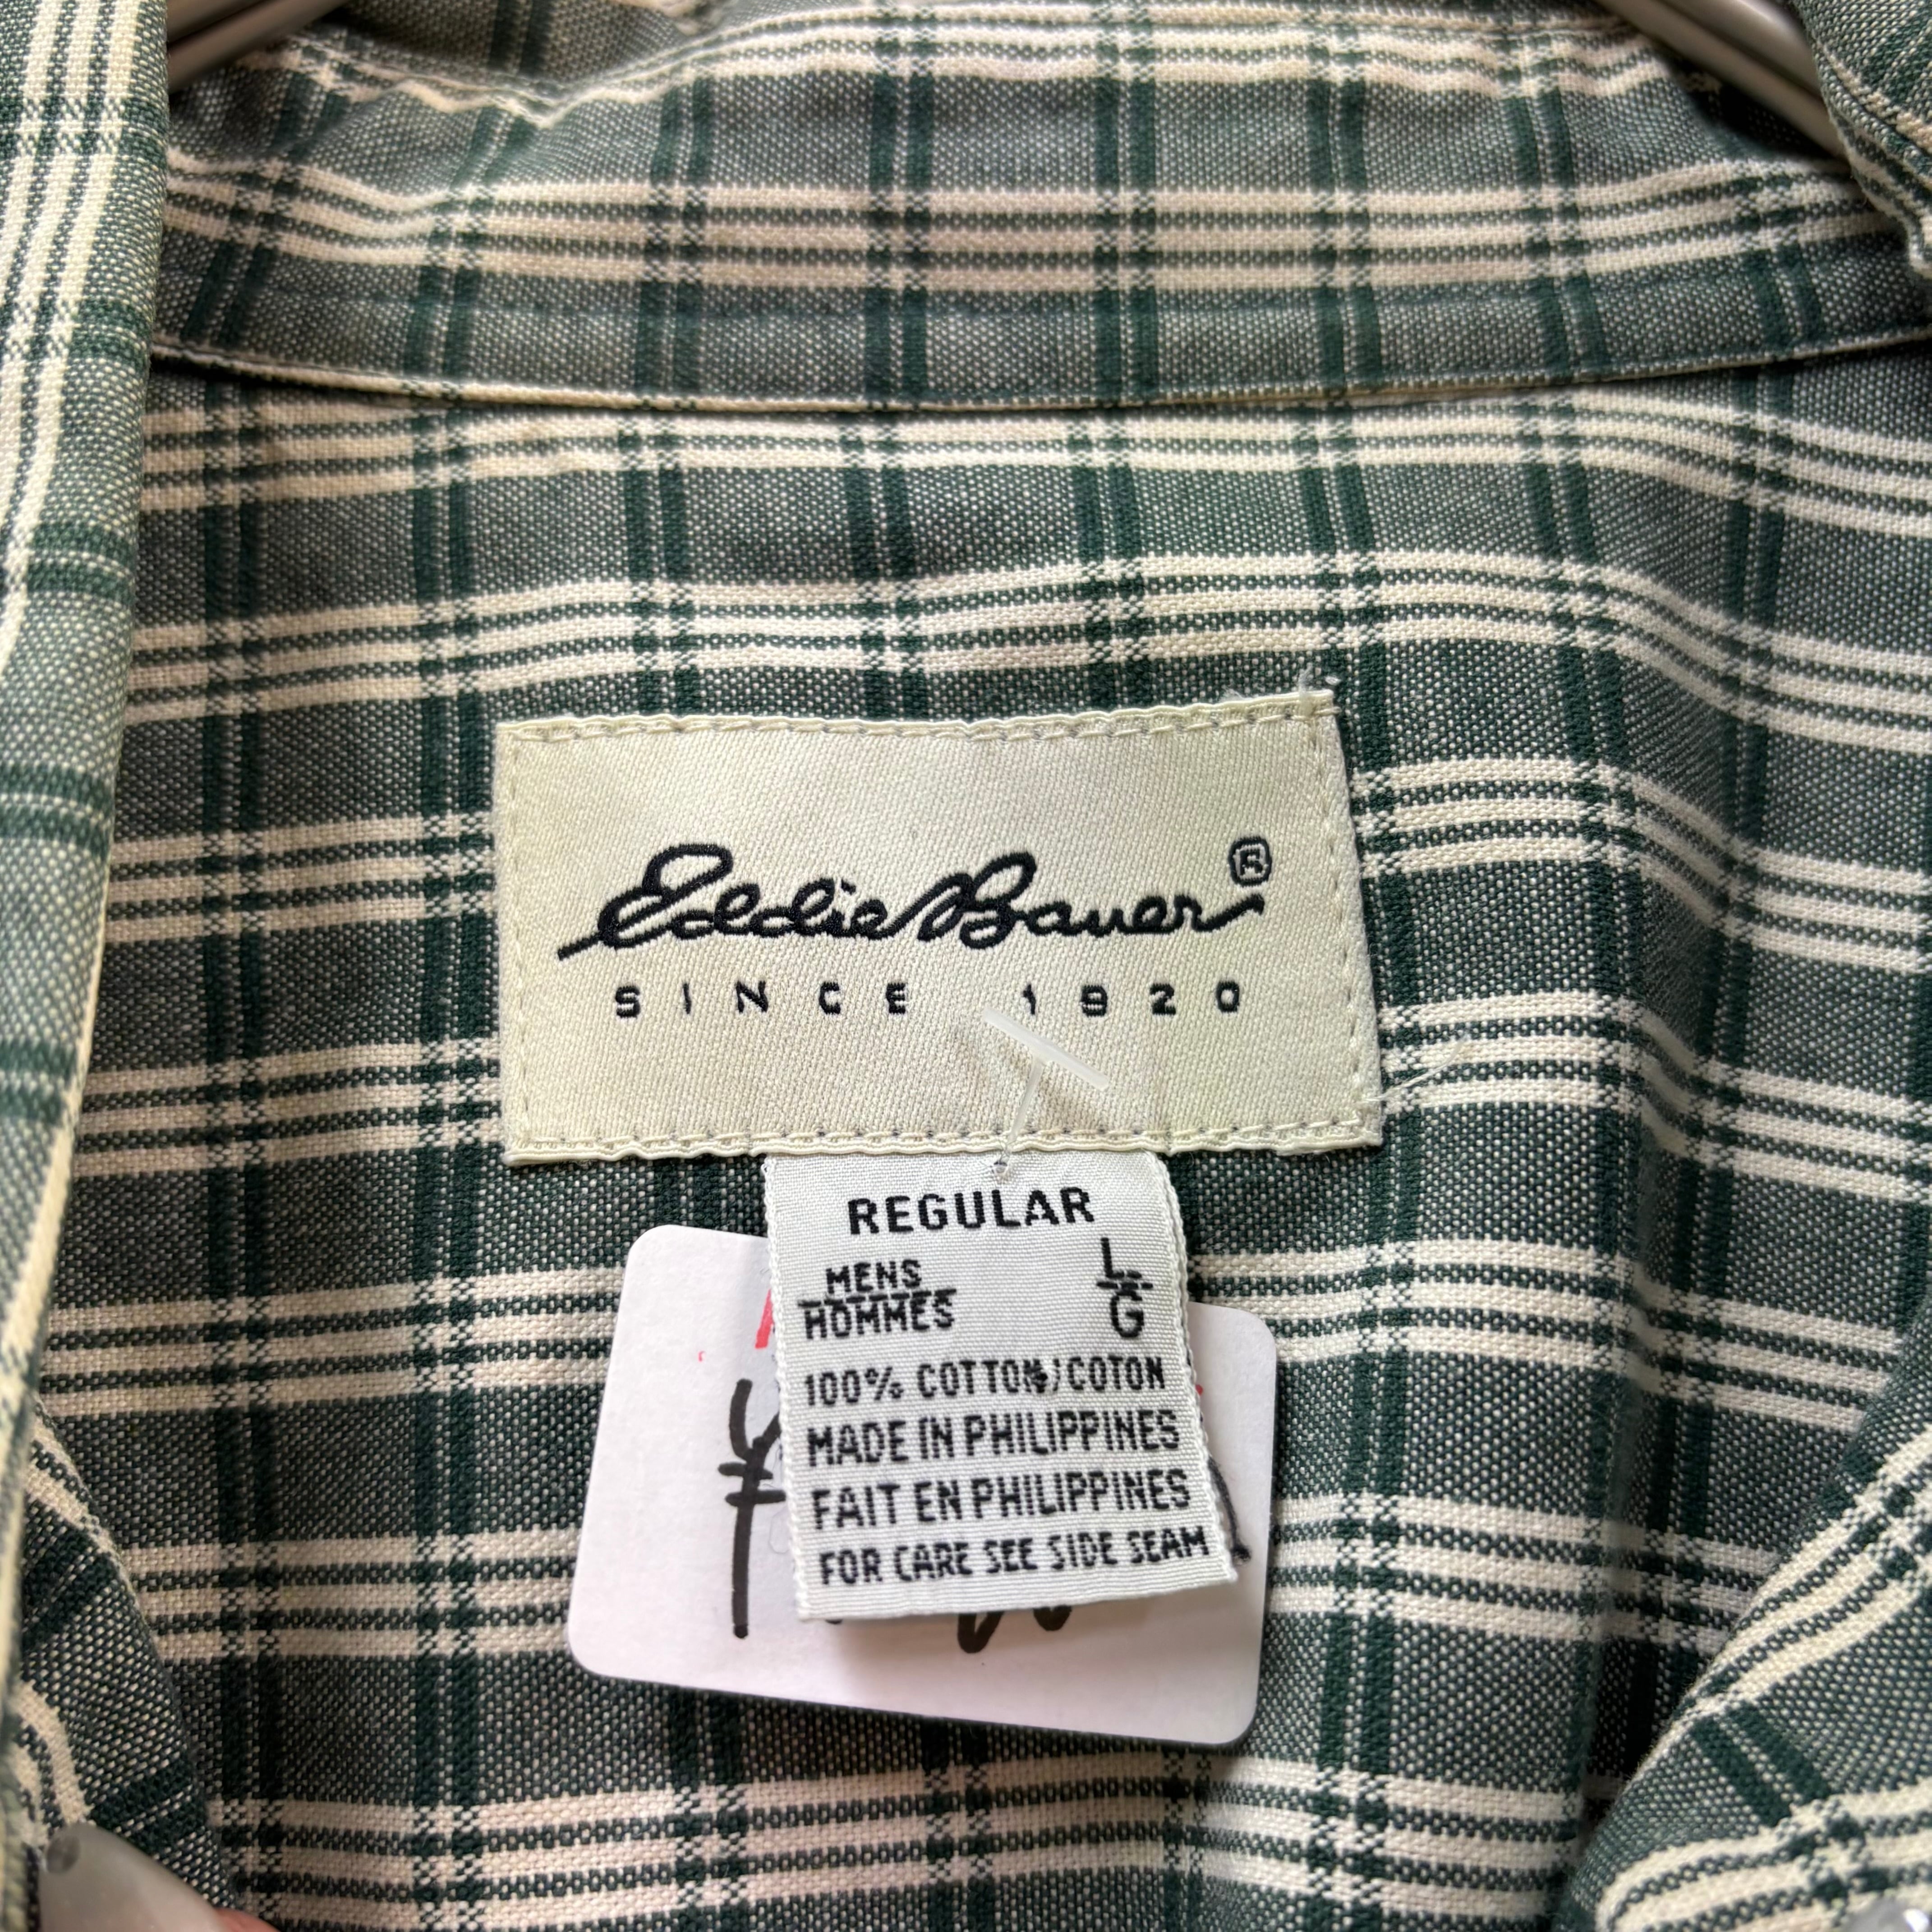 Eddie Bauer®
SINCE 1920
REGULAR
MENS L
HOMMES G
100% COTTON/COTON
MADE IN PHILIPPINES
FAIT EN PHILIPPINES
FOR CARE SEE SIDE SEAM
¥